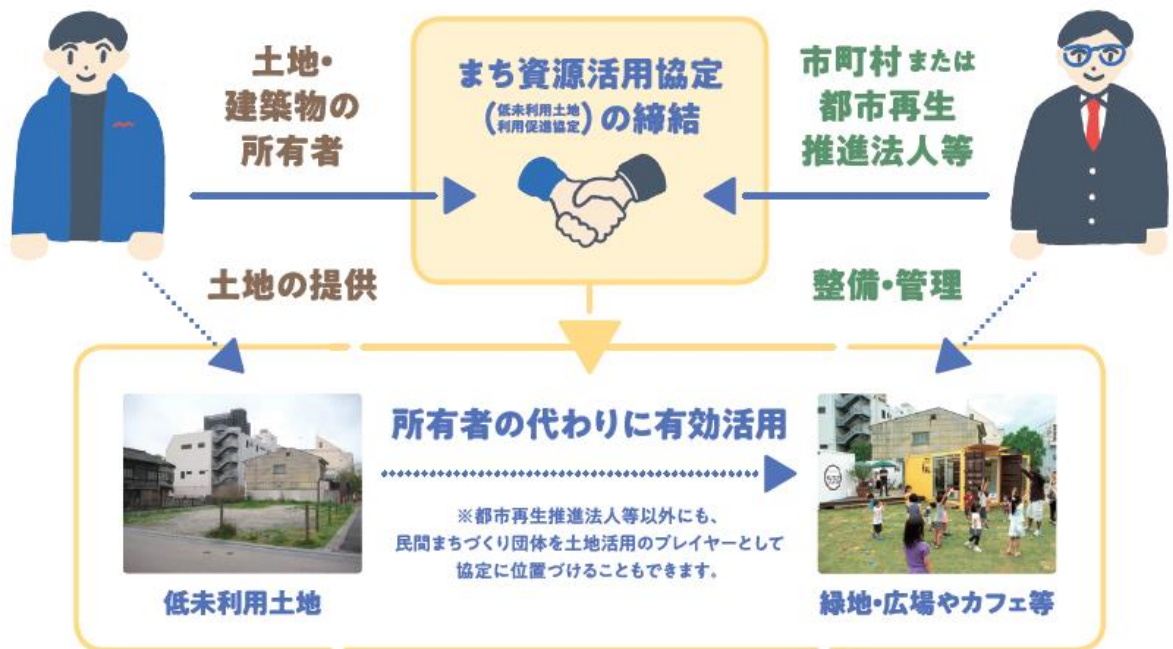 土地・
建築物の
所有者
まち資源活用協定
(低未利用土地
利用促進協定)の締結
市町村または
都市再生
推進法人等
土地の提供
整備・管理
所有者の代わりに有効活用
※都市再生推進法人等以外にも、
民間まちづくり団体を土地活用のプレイヤーとして
協定に位置づけることもできます。
低未利用土地
緑地・広場やカフェ等